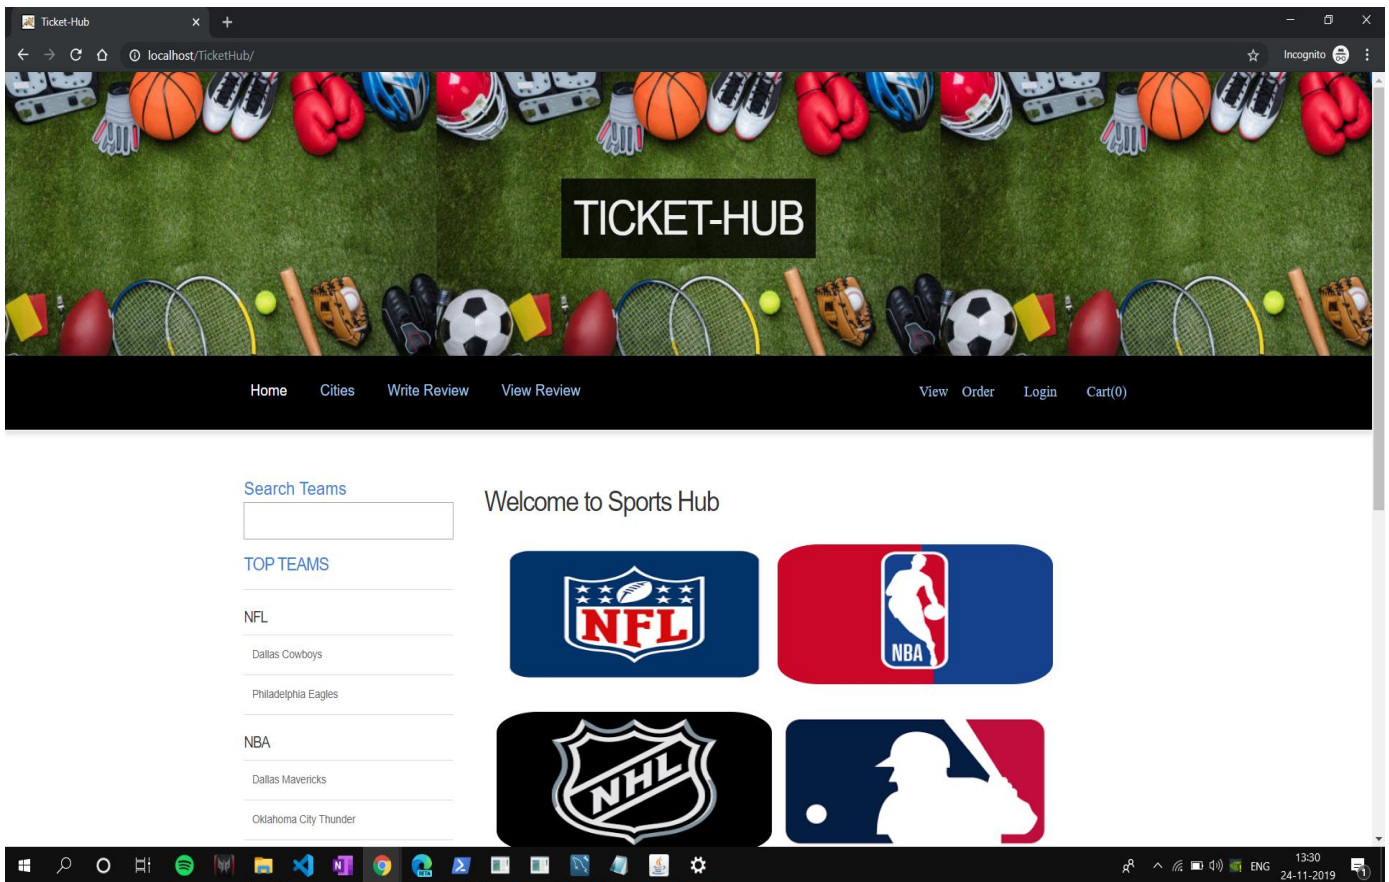 Ticket-Hub
localhost/TicketHub/
Incognito
TICKET-HUB
Home Cities Write Review View Review View Order Login Cart(0)
Search Teams
Welcome to Sports Hub
TOP TEAMS
NFL
Dallas Cowboys
Philadelphia Eagles
NBA
Dallas Mavericks
Oklahoma City Thunder
NFL
NBA
NHL
N
BETA
ENG
13:30
24-11-2019
1